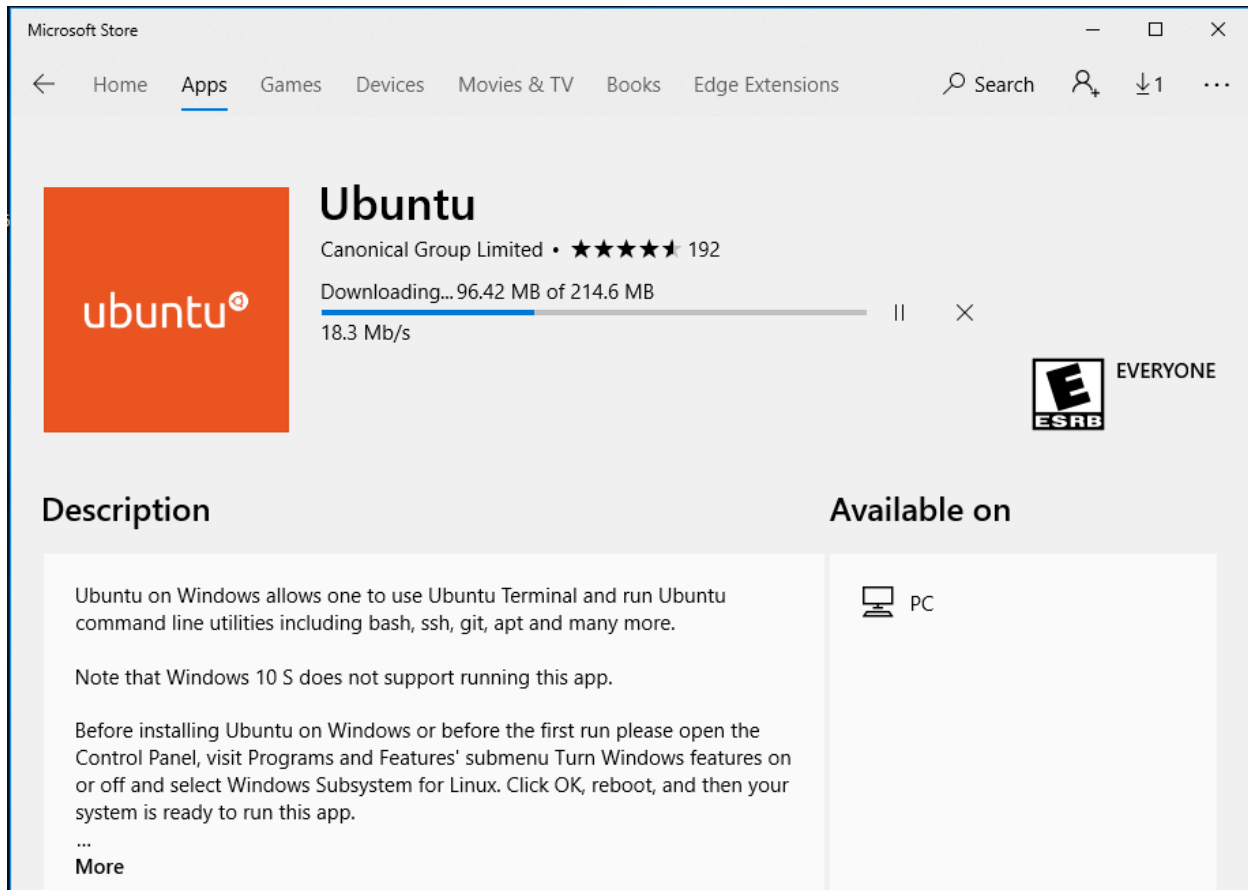 Microsoft Store
Home Apps Games Devices Movies & TV Books Edge Extensions Search 1
ubuntu
Ubuntu
Canonical Group Limited • ★★★★★ 192
Downloading... 96.42 MB of 214.6 MB
18.3 Mb/s
E
ESRB
EVERYONE
Description
Available on
Ubuntu on Windows allows one to use Ubuntu Terminal and run Ubuntu
command line utilities including bash, ssh, git, apt and many more.
Note that Windows 10 S does not support running this app.
Before installing Ubuntu on Windows or before the first run please open the
Control Panel, visit Programs and Features' submenu Turn Windows features on
or off and select Windows Subsystem for Linux. Click OK, reboot, and then your
system is ready to run this app.
...
More
PC